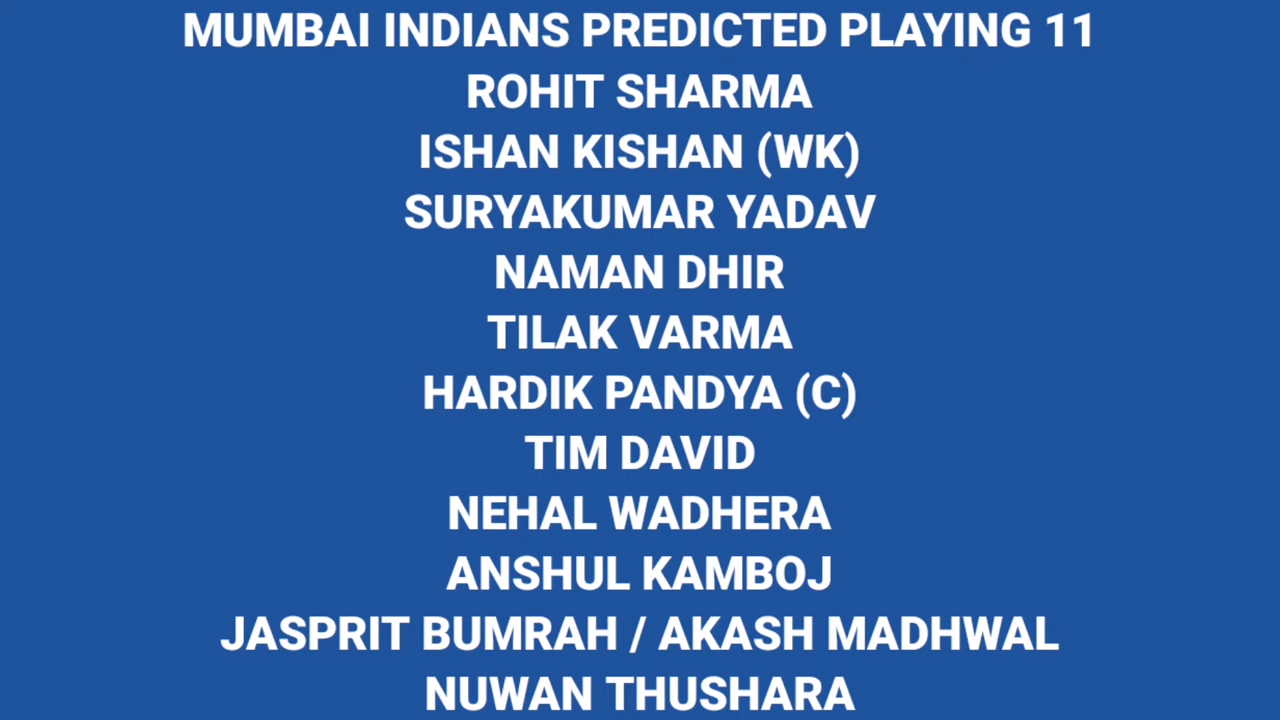 MUMBAI INDIANS PREDICTED PLAYING 11
ROHIT SHARMA
ISHAN KISHAN (WK)
SURYAKUMAR YADAV
NAMAN DHIR
TILAK VARMA
HARDIK PANDYA (C)
TIM DAVID
NEHAL WADHERA
ANSHUL KAMBOJ
JASPRIT BUMRAH / AKASH MADHWAL
NUWAN THUSHARA